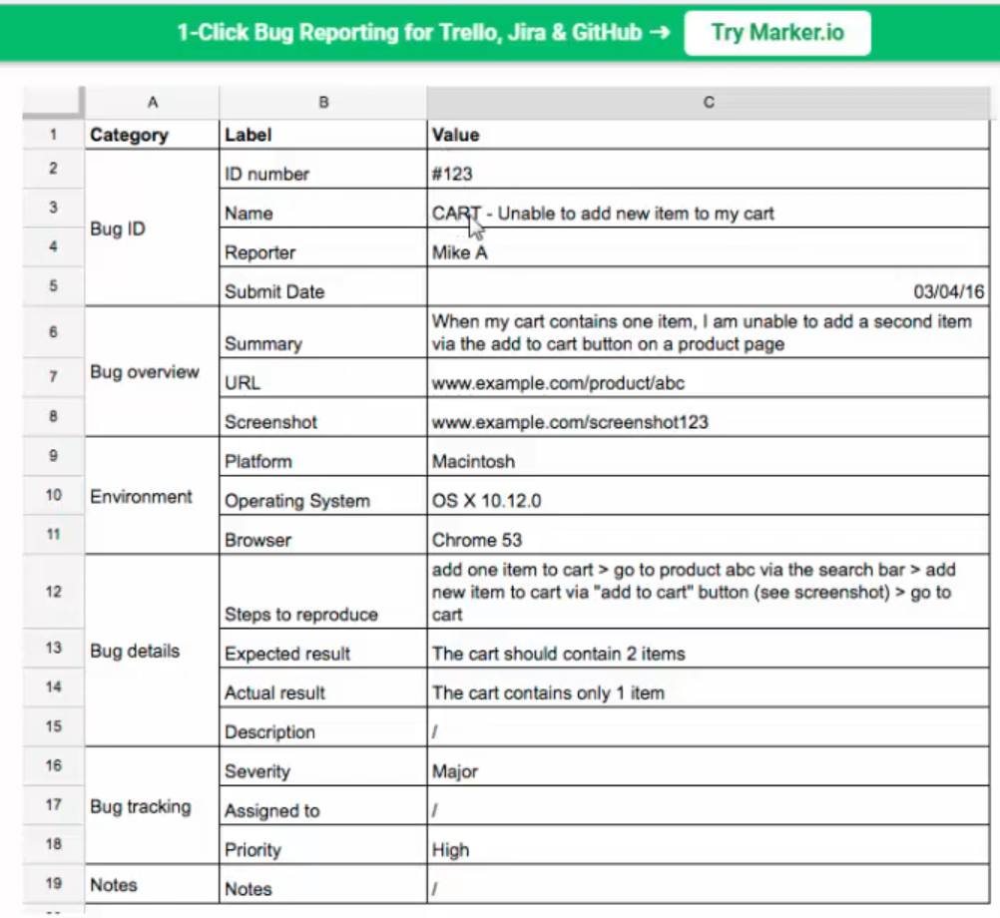 1-Click Bug Reporting for Trello, Jira & GitHub → Try Marker.io
A B C
1 Category Label Value
2 ID number #123
3 Name CART - Unable to add new item to my cart
Bug ID
4 Reporter Mike A
5 Submit Date 03/04/16
6 Summary When my cart contains one item, I am unable to add a second item
via the add to cart button on a product page
Bug overview
7 URL www.example.com/product/abc
8 Screenshot www.example.com/screenshot123
9 Platform Macintosh
10 Environment Operating System OS X 10.12.0
11 Browser Chrome 53
12 Steps to reproduce add one item to cart > go to product abc via the search bar > add
new item to cart via "add to cart" button (see screenshot) > go to
cart
13 Bug details Expected result The cart should contain 2 items
14 Actual result The cart contains only 1 item
15 Description /
16 Severity Major
17 Bug tracking Assigned to /
18 Priority High
19 Notes Notes /